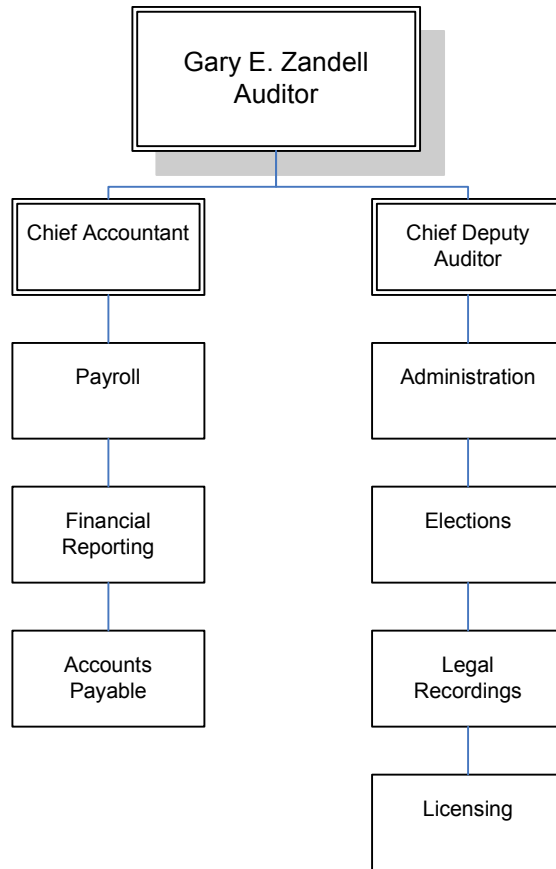 Gary E. Zandell
Auditor
Chief Accountant
Chief Deputy
Auditor
Payroll
Administration
Financial
Reporting
Elections
Accounts
Payable
Legal
Recordings
Licensing